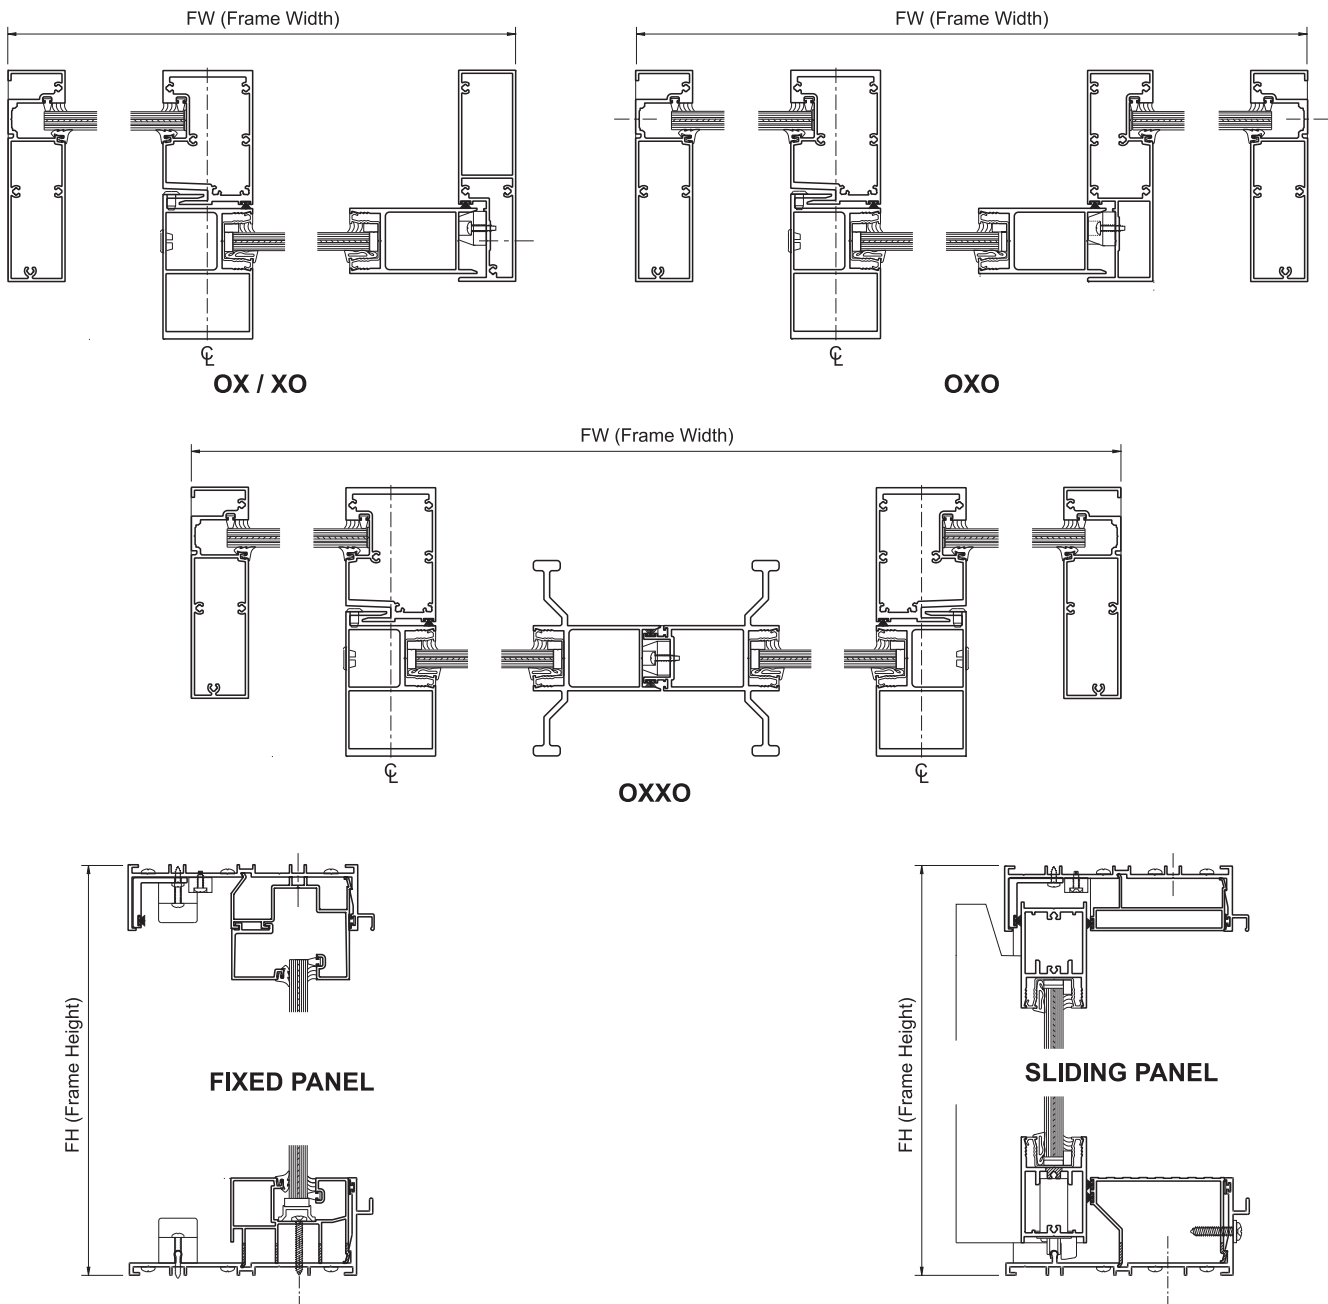 FW (Frame Width)
FW (Frame Width)
℄
OX / XO
℄
OXO
FW (Frame Width)
℄
℄
OXXO
FH (Frame Height)
FIXED PANEL
FH (Frame Height)
SLIDING PANEL